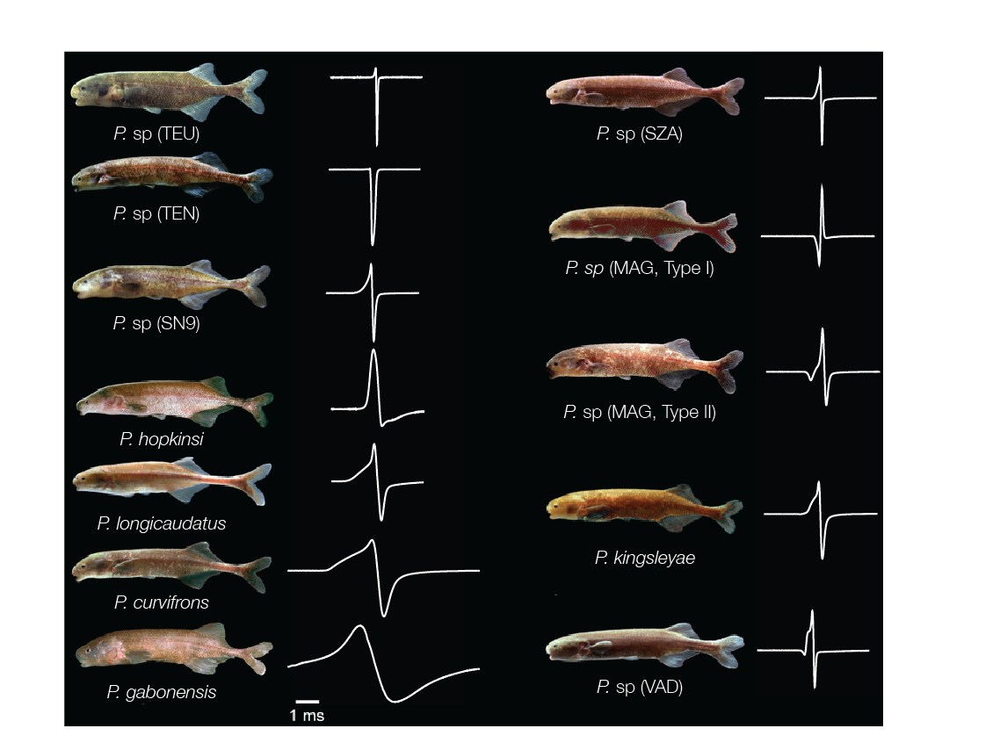 P. sp (TEU)
P. sp (TEN)
P. sp (SN9)
P. hopkinsi
P. longicaudatus
P. curvifrons
P. gabonensis
1 ms
P. sp (SZA)
P. sp (MAG, Type I)
P. sp (MAG, Type II)
P. kingsleyae
P. sp (VAD)